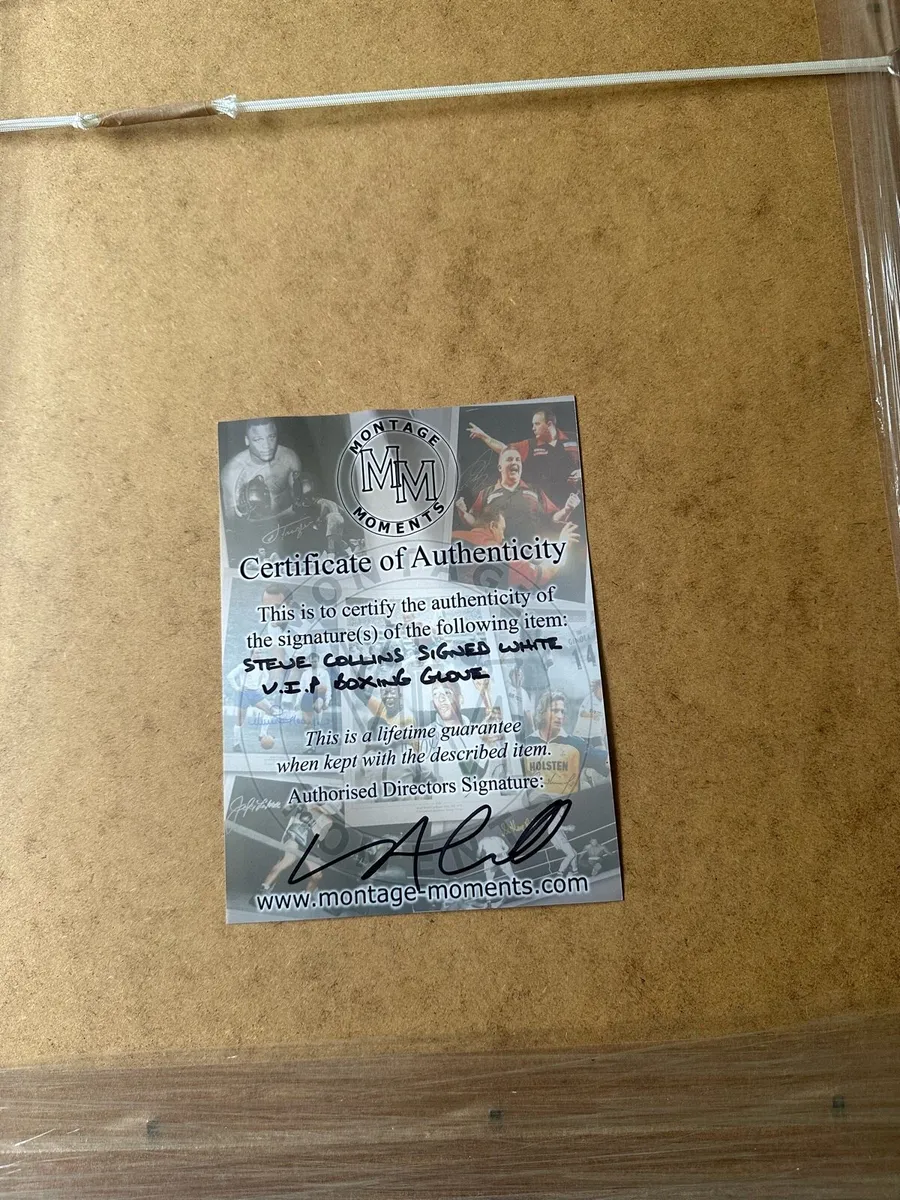 MONTAGE
MM
MOMENTS
Certificate of Authenticity
This is to certify the authenticity of
the signature(s) of the following item:
STEVE COLLINS SIGNED WHITE
V.I.P BOXING GLOVE
This is a lifetime guarantee
when kept with the described item.
HOLSTEN
Authorised Directors Signature:
www.montage-moments.com